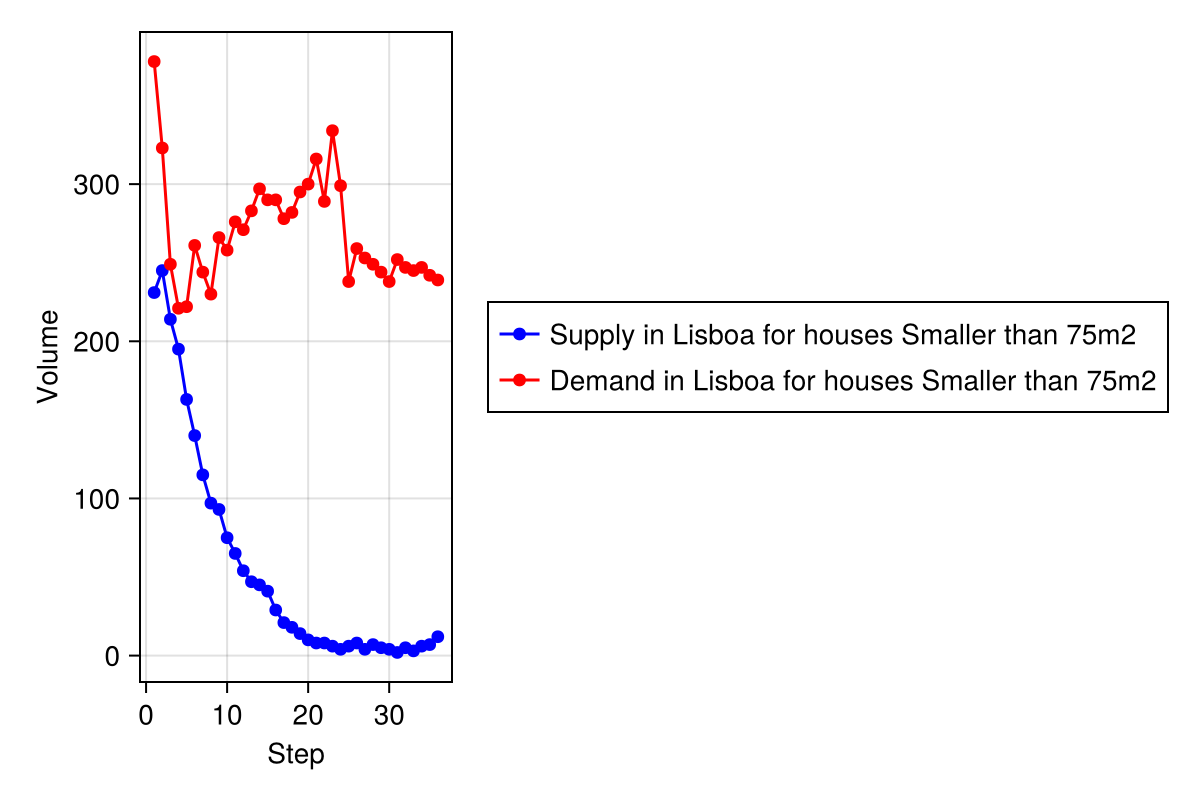 300
200
100
0
Volume
0 10 20 30
Step
Supply in Lisboa for houses Smaller than 75m2
Demand in Lisboa for houses Smaller than 75m2